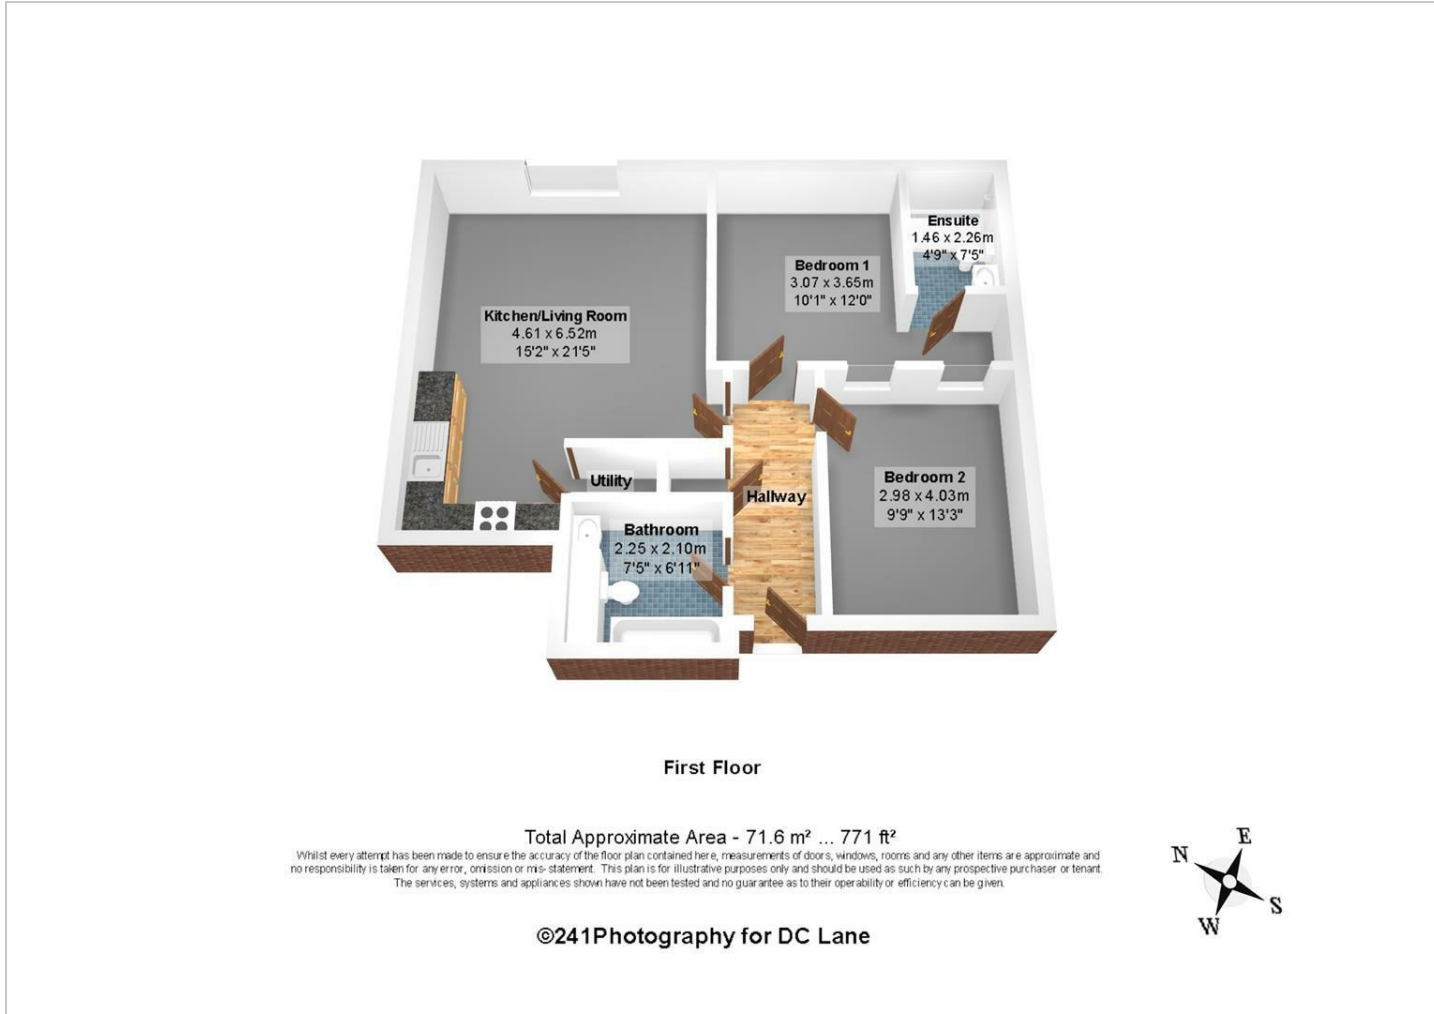 Ensuite
1.46 x 2.26m
4'9" x 7'5"
Bedroom 1
3.07 x 3.65m
10'1" x 12'0"
Kitchen/Living Room
4.61 x 6.52m
15'2" x 21'5"
Utility
Hallway
Bedroom 2
2.98 x 4.03m
9'9" x 13'3"
Bathroom
2.25 x 2.10m
7'5" x 6'11"
First Floor
Total Approximate Area - 71.6 m² ... 771 ft²
Whilst every attempt has been made to ensure the accuracy of the floor plan contained here, measurements of doors, windows, rooms and any other items are approximate and
no responsibility is taken for any error, omission or mis- statement. This plan is for illustrative purposes only and should be used as such by any prospective purchaser or tenant.
The services, systems and appliances shown have not been tested and no guarantee as to their operability or efficiency can be given.
©241Photography for DC Lane
E
N
S
W